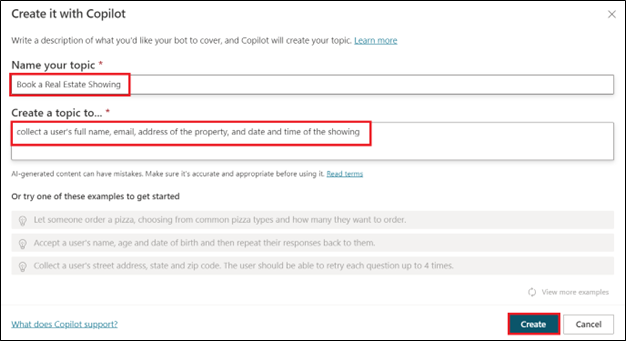 Create it with Copilot
Write a description of what you'd like your bot to cover, and Copilot will create your topic. Learn more
Name your topic *
Book a Real Estate Showing
Create a topic to... *
collect a user's full name, email, address of the property, and date and time of the showing
AI-generated content can have mistakes. Make sure it's accurate and appropriate before using it. Read terms
Or try one of these examples to get started
Let someone order a pizza, choosing from common pizza types and how many they want to order.
Accept a user's name, age and date of birth and then repeat their responses back to them.
Collect a user's street address, state and zip code. The user should be able to retry each question up to 4 times.
View more examples
What does Copilot support?
Create
Cancel